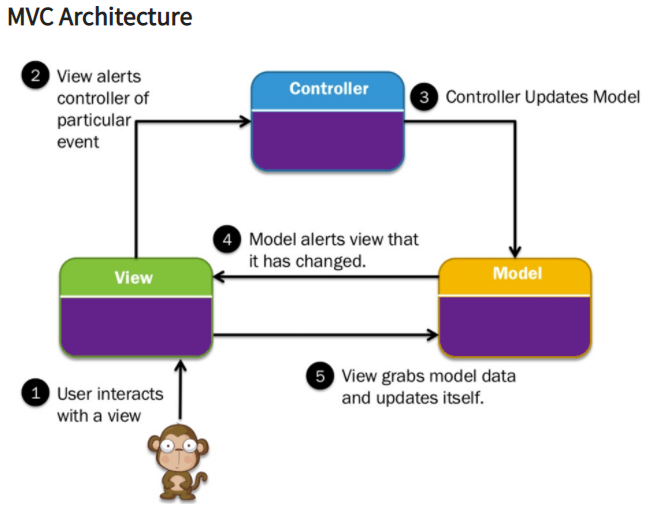 MVC Architecture
2 View alerts
controller of
particular
event
Controller
3 Controller Updates Model
4 Model alerts view that
it has changed.
View
Model
5 View grabs model data
and updates itself.
1 User interacts
with a view